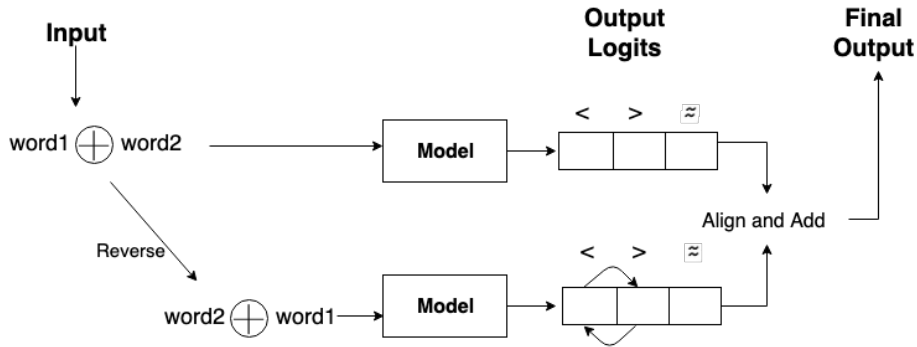 Input
Output
Logits
Final
Output
< > ≈
word1 ⊕ word2
Model
Align and Add
Reverse
< > ≈
word2 ⊕ word1
Model